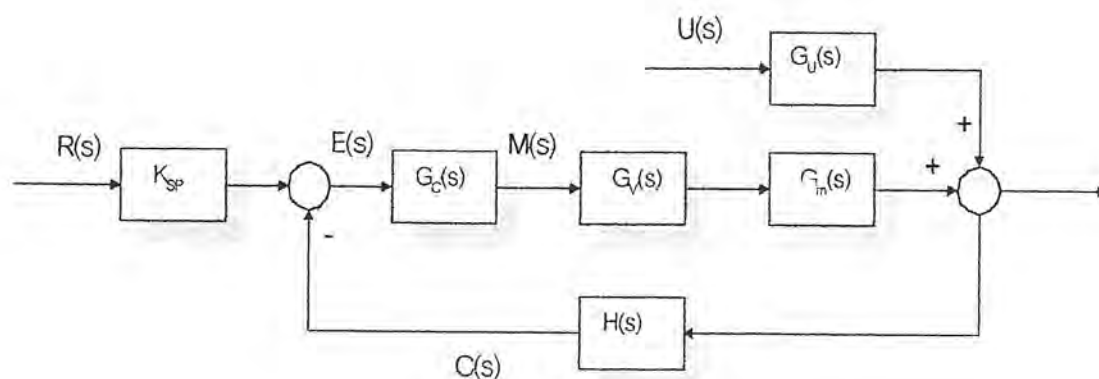 U(s)
G_U(s)
+
R(s)
K_SP
E(s)
G_C(s)
M(s)
G_V(s)
G_m(s)
+
-
H(s)
C(s)